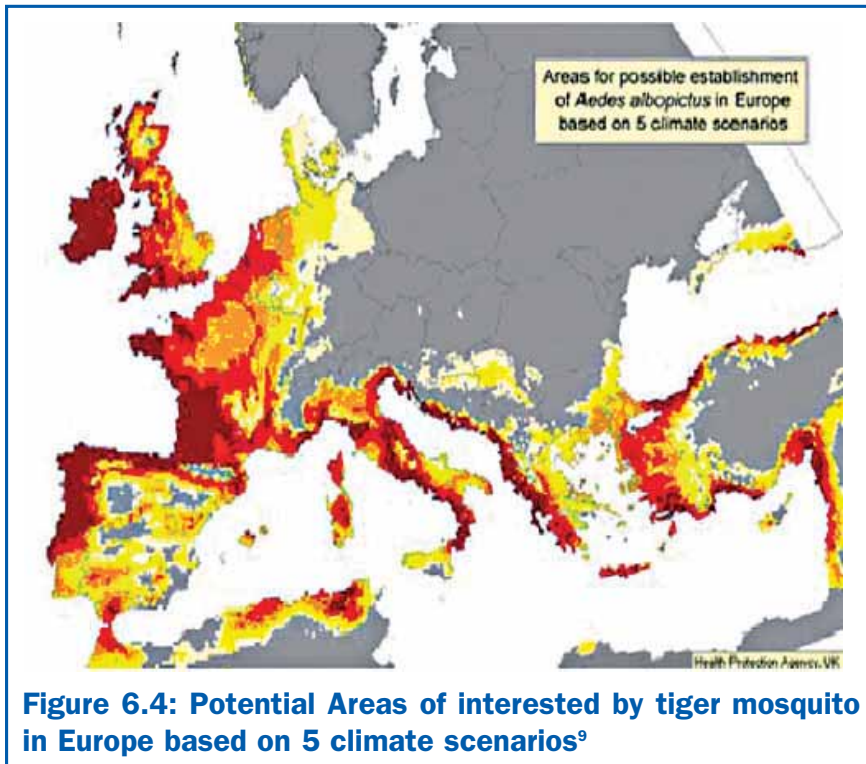 Areas for possible establishment
of Aedes albopictus in Europe
based on 5 climate scenarios
Health Protection Agency, UK
Figure 6.4: Potential Areas of interested by tiger mosquito
in Europe based on 5 climate scenarios⁹